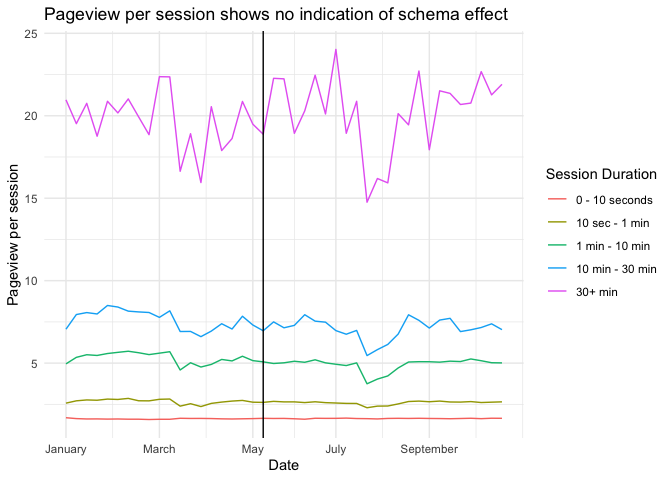 Pageview per session shows no indication of schema effect
25
20
15
10
5
Pageview per session
January
March
May
July
September
Date
Session Duration
0 - 10 seconds
10 sec - 1 min
1 min - 10 min
10 min - 30 min
30+ min